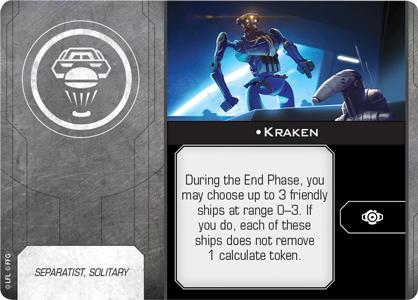 • KRAKEN
During the End Phase, you
may choose up to 3 friendly
ships at range 0–3. If
you do, each of these
ships does not remove
1 calculate token.
SEPARATIST, SOLITARY
© LFL © FFG